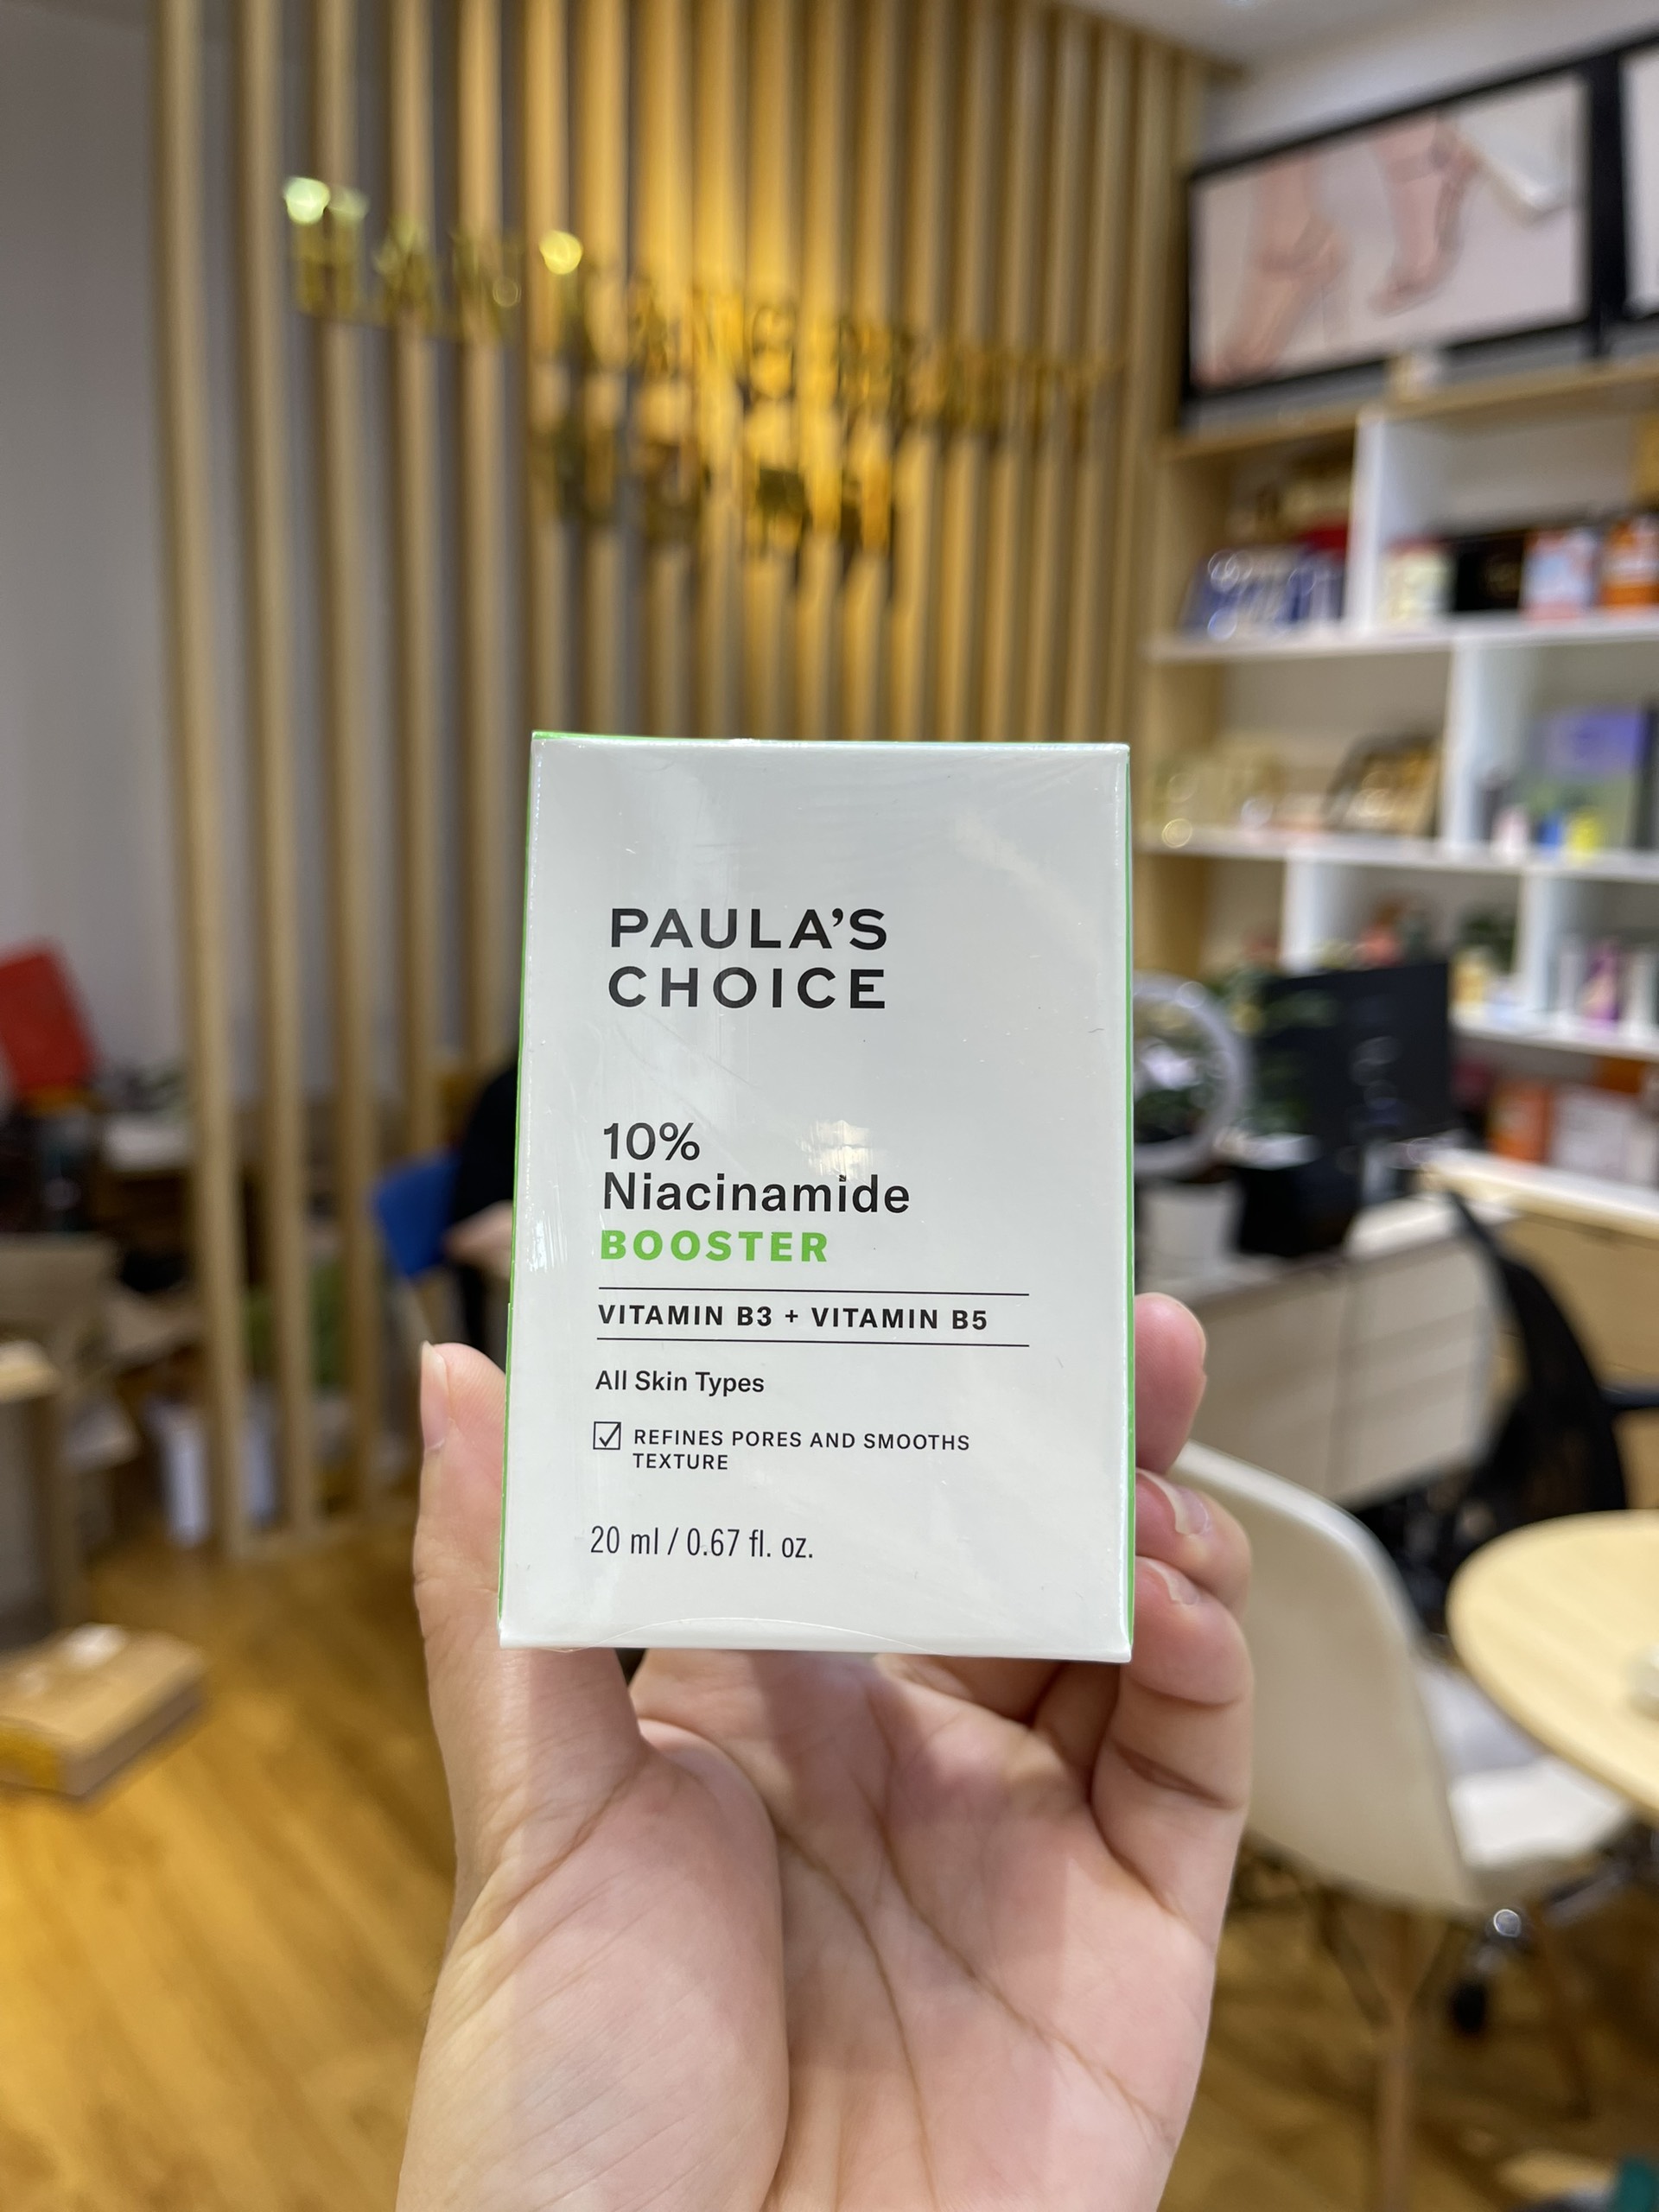 PAULA'S
CHOICE
10%
Niacinamide
BOOSTER
VITAMIN B3 + VITAMIN B5
All Skin Types
REFINES PORES AND SMOOTHS
TEXTURE
20 ml / 0.67 fl. oz.